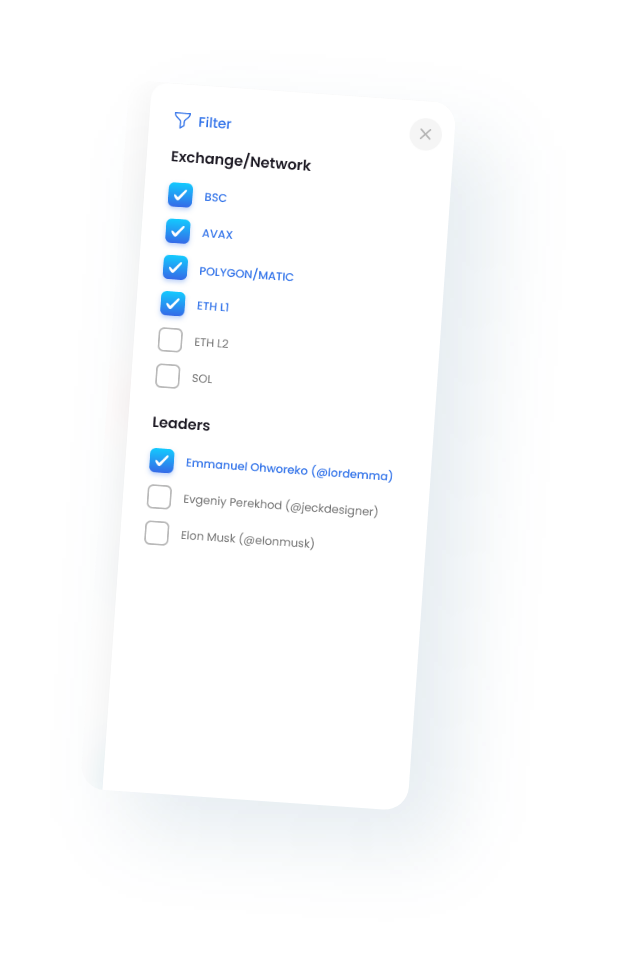 Filter
Exchange/Network
BSC
AVAX
POLYGON/MATIC
ETH L1
ETH L2
SOL
Leaders
Emmanuel Ohworeko (@lordemma)
Evgeniy Perekhod (@jeckdesigner)
Elon Musk (@elonmusk)